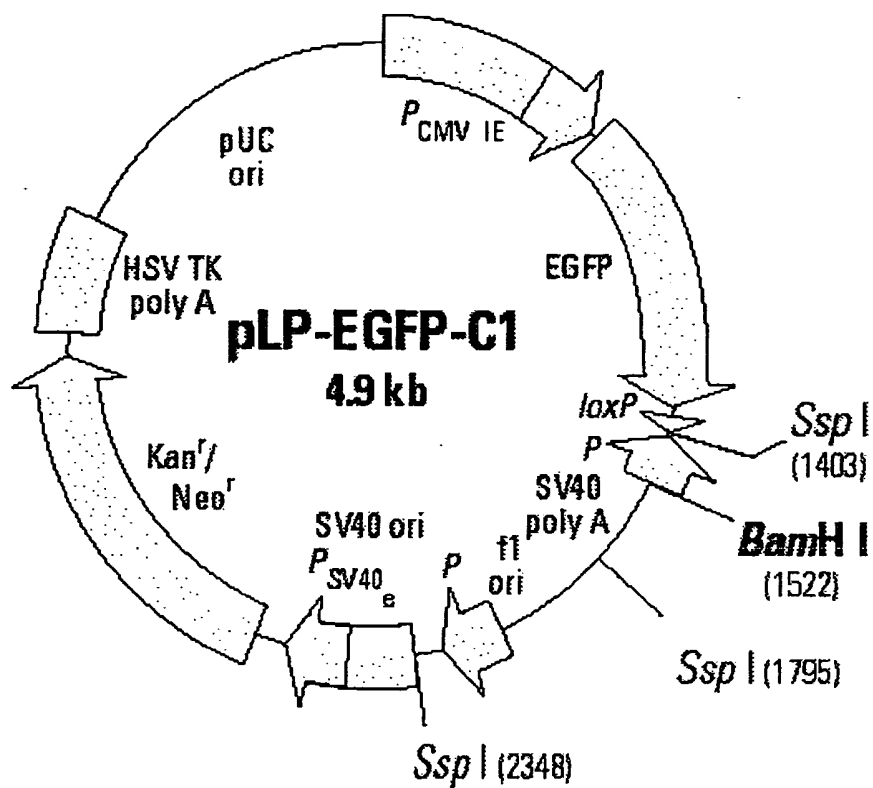 P CMV IE
pUC
ori
EGFP
HSV TK
poly A
pLP-EGFP-C1
4.9 kb
loxP
Ssp I
(1403)
P
SV40
poly A
BamH I
(1522)
Kanʳ/
Neoʳ
SV40 ori
P SV40 e
P
f1
ori
Ssp I (1795)
Ssp I (2348)